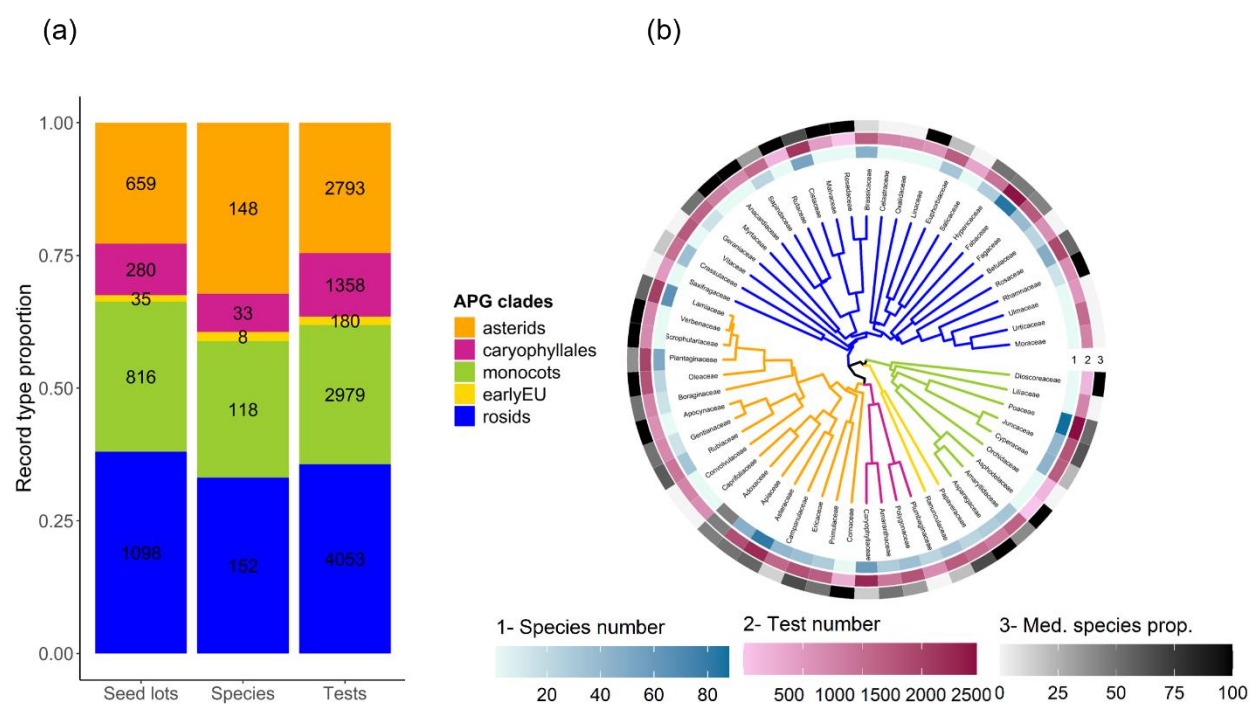 (a)
(b)
Record type proportion
1.00
0.75
0.50
0.25
0.00
659
280
35
816
1098
148
33
8
118
152
2793
1358
180
2979
4053
Seed lots
Species
Tests
APG clades
asterids
caryophyllales
monocots
earlyEU
rosids
Moraceae
Urticaceae
Ulmaceae
Rhamnaceae
Rosaceae
Betulaceae
Fagaceae
Fabaceae
Hypericaceae
Salicaceae
Euphorbiaceae
Linaceae
Oxalidaceae
Celastraceae
Brassicaceae
Resedaceae
Malvaceae
Cistaceae
Rutaceae
Sapindaceae
Anacardiaceae
Myrtaceae
Geraniaceae
Vitaceae
Crassulaceae
Saxifragaceae
Lamiaceae
Verbenaceae
Scrophulariaceae
Plantaginaceae
Oleaceae
Boraginaceae
Apocynaceae
Gentianaceae
Rubiaceae
Convolvulaceae
Caprifoliaceae
Adoxaceae
Apiaceae
Asteraceae
Campanulaceae
Ericaceae
Primulaceae
Cornaceae
Caryophyllaceae
Amaranthaceae
Polygonaceae
Plumbaginaceae
Ranunculaceae
Papaveraceae
Asparagaceae
Amaryllidaceae
Asphodelaceae
Orchidaceae
Cyperaceae
Juncaceae
Poaceae
Liliaceae
Dioscoreaceae
1 2 3
1- Species number
20 40 60 80
2- Test number
500 1000 1500 2000 2500
3- Med. species prop.
0 25 50 75 100